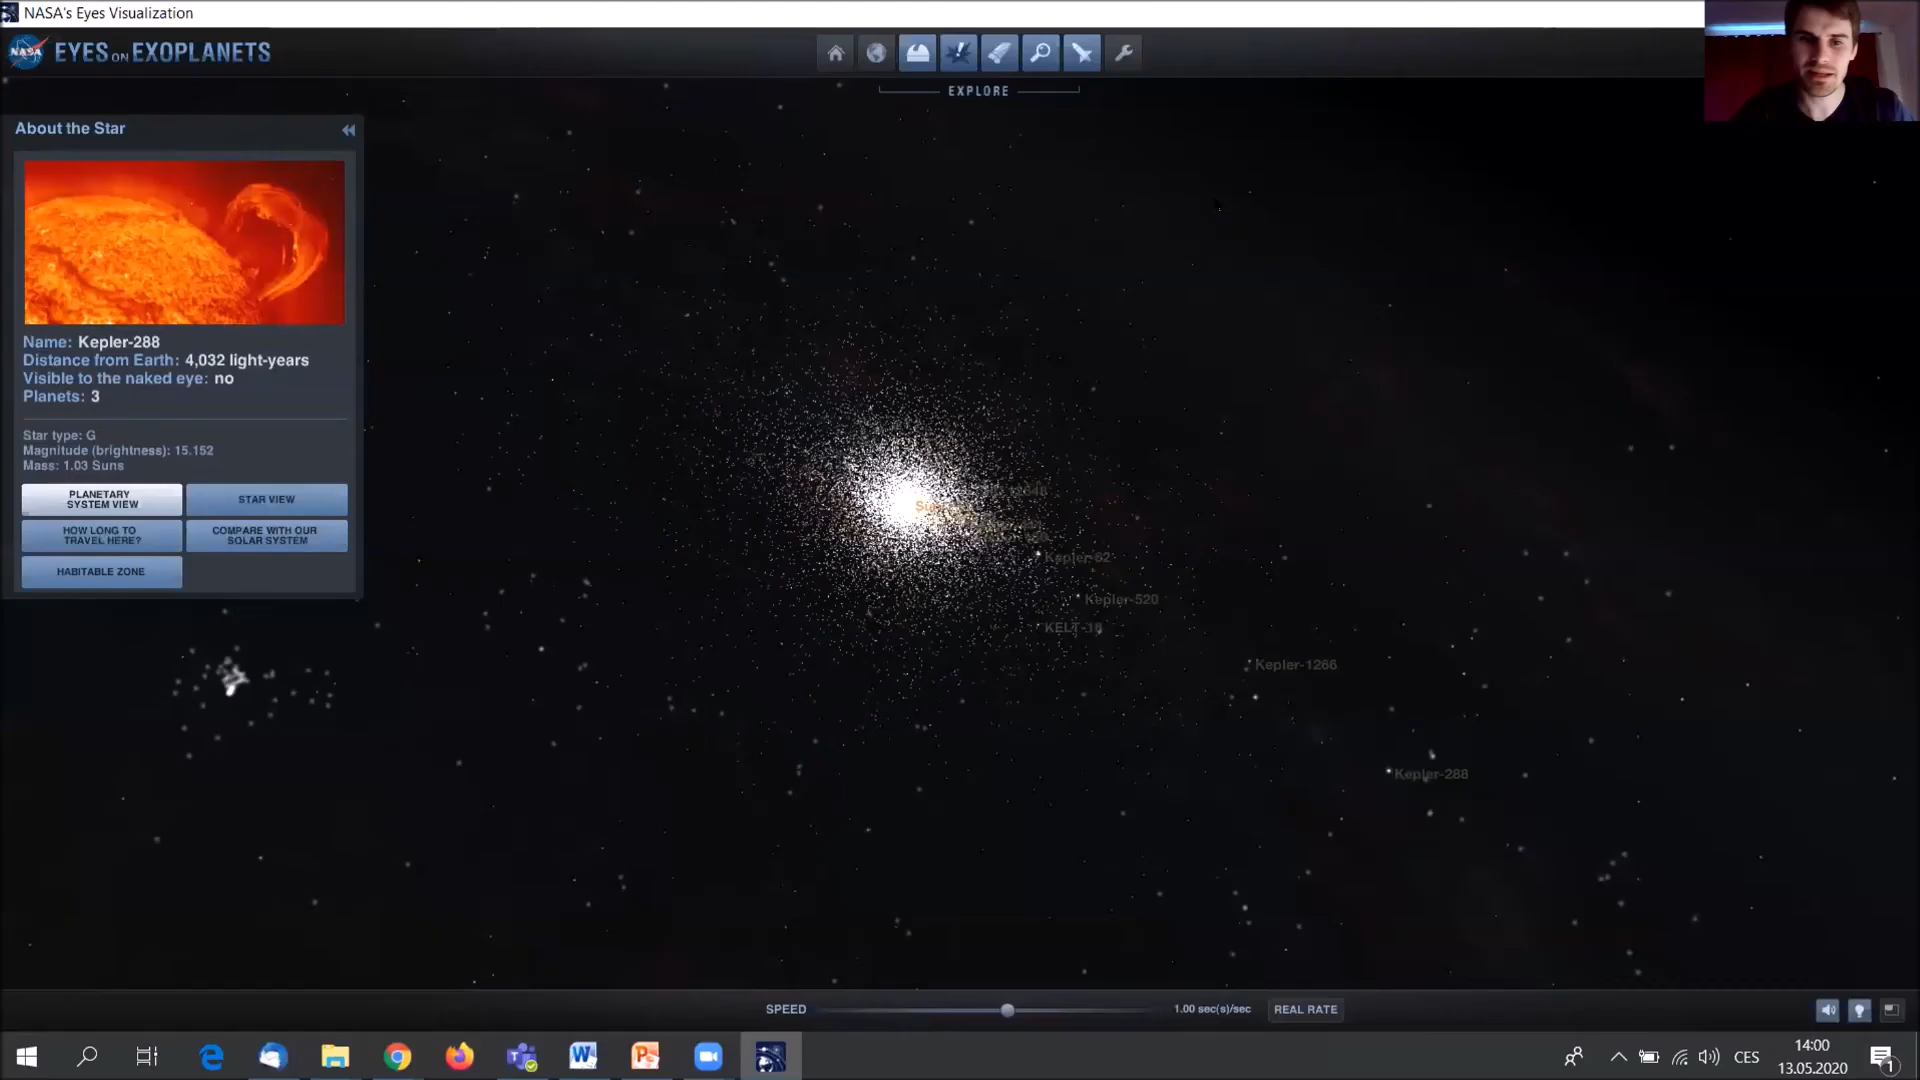 NASA's Eyes Visualization
NASA EYES ON EXOPLANETS
EXPLORE
About the Star
Name: Kepler-288
Distance from Earth: 4,032 light-years
Visible to the naked eye: no
Planets: 3
Star type: G
Magnitude (brightness): 15.152
Mass: 1.03 Suns
PLANETARY
SYSTEM VIEW
STAR VIEW
HOW LONG TO
TRAVEL HERE?
COMPARE WITH OUR
SOLAR SYSTEM
HABITABLE ZONE
Kepler-62
Kepler-520
KELT-18
Kepler-1266
Kepler-288
SPEED
1.00 sec(s)/sec
REAL RATE
CES
14:00
13.05.2020
1